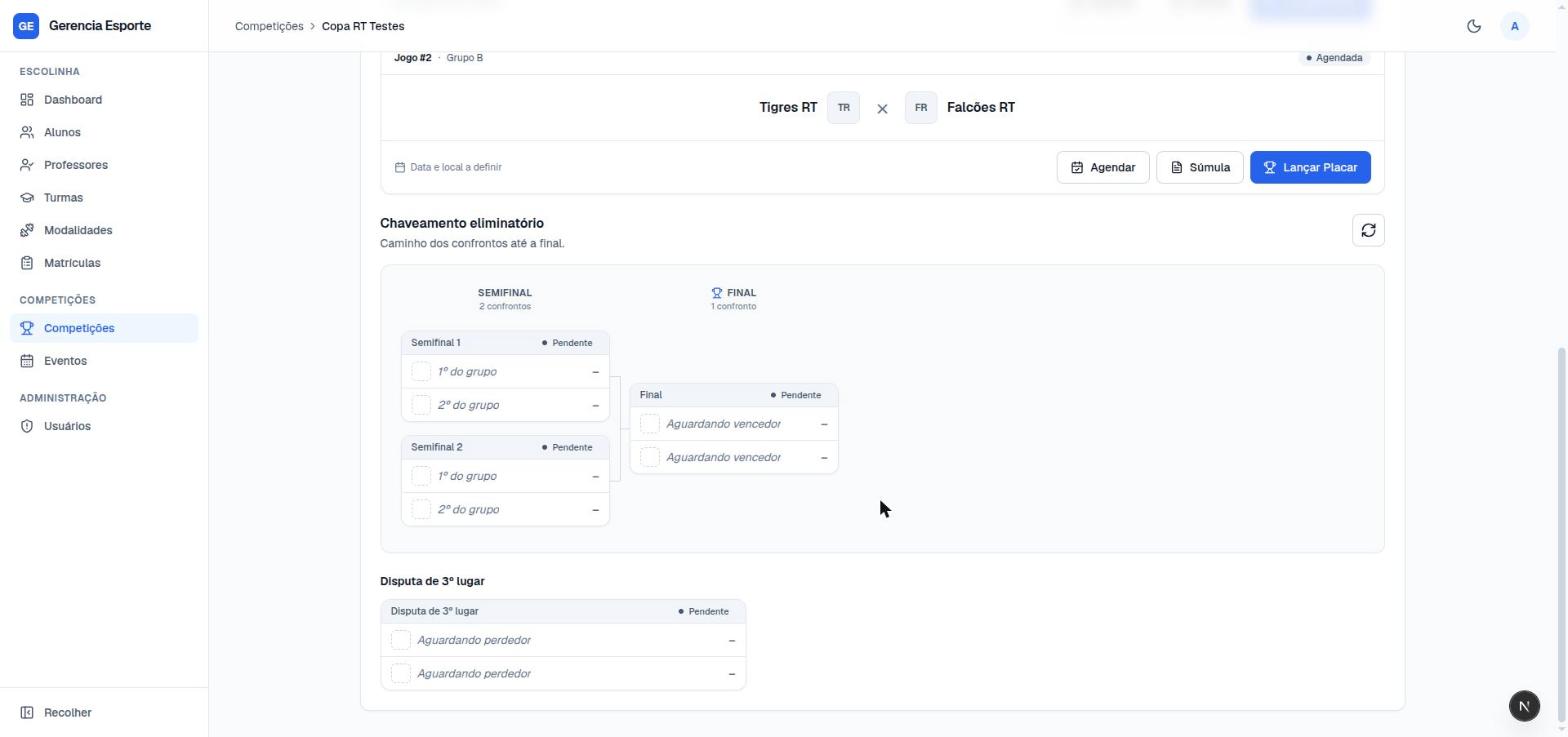 GE Gerencia Esporte
Competições > Copa RT Testes
A
ESCOLINHA
Dashboard
Alunos
Professores
Turmas
Modalidades
Matrículas
COMPETIÇÕES
Competições
Eventos
ADMINISTRAÇÃO
Usuários
Recolher
Jogo #2 · Grupo B
Agendada
Tigres RT TR × FR Falcões RT
Data e local a definir
Agendar
Súmula
Lançar Placar
Chaveamento eliminatório
Caminho dos confrontos até a final.
SEMIFINAL
2 confrontos
FINAL
1 confronto
Semifinal 1 Pendente
1º do grupo –
2º do grupo –
Semifinal 2 Pendente
1º do grupo –
2º do grupo –
Final Pendente
Aguardando vencedor –
Aguardando vencedor –
Disputa de 3º lugar
Disputa de 3º lugar Pendente
Aguardando perdedor –
Aguardando perdedor –
N